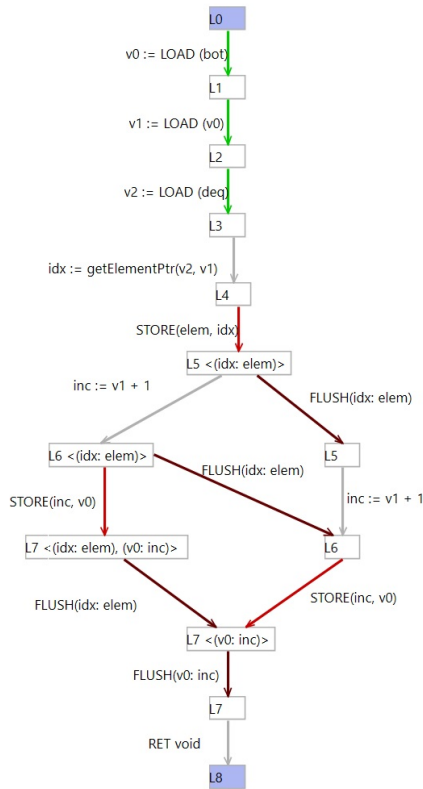 L0
v0 := LOAD (bot)
L1
v1 := LOAD (v0)
L2
v2 := LOAD (deq)
L3
idx := getElementPtr(v2, v1)
L4
STORE(elem, idx)
L5 <(idx: elem)>
inc := v1 + 1
FLUSH(idx: elem)
L6 <(idx: elem)>
L5
FLUSH(idx: elem)
STORE(inc, v0)
inc := v1 + 1
L7 <(idx: elem), (v0: inc)>
L6
FLUSH(idx: elem)
STORE(inc, v0)
L7 <(v0: inc)>
FLUSH(v0: inc)
L7
RET void
L8